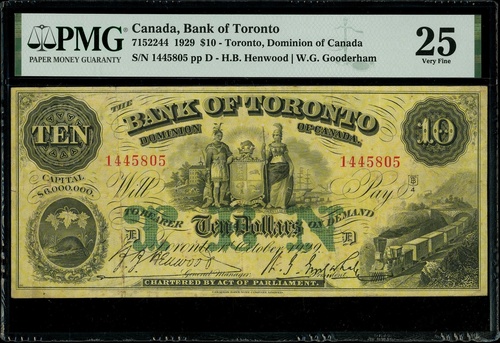 PMG
PAPER MONEY GUARANTY
Canada, Bank of Toronto
7152244 1929 $10 - Toronto, Dominion of Canada
S/N 1445805 pp D - H.B. Henwood | W.G. Gooderham
25
Very Fine
THE
BANK OF TORONTO
DOMINION OF CANADA
TEN
10
1445805
1445805
CAPITAL
$6,000,000.
Will
Pay
TO BEARER
ON DEMAND
TEN
Ten Dollars
D
D
Toronto 1st October, 1929
General Manager
President
CHARTERED BY ACT OF PARLIAMENT.